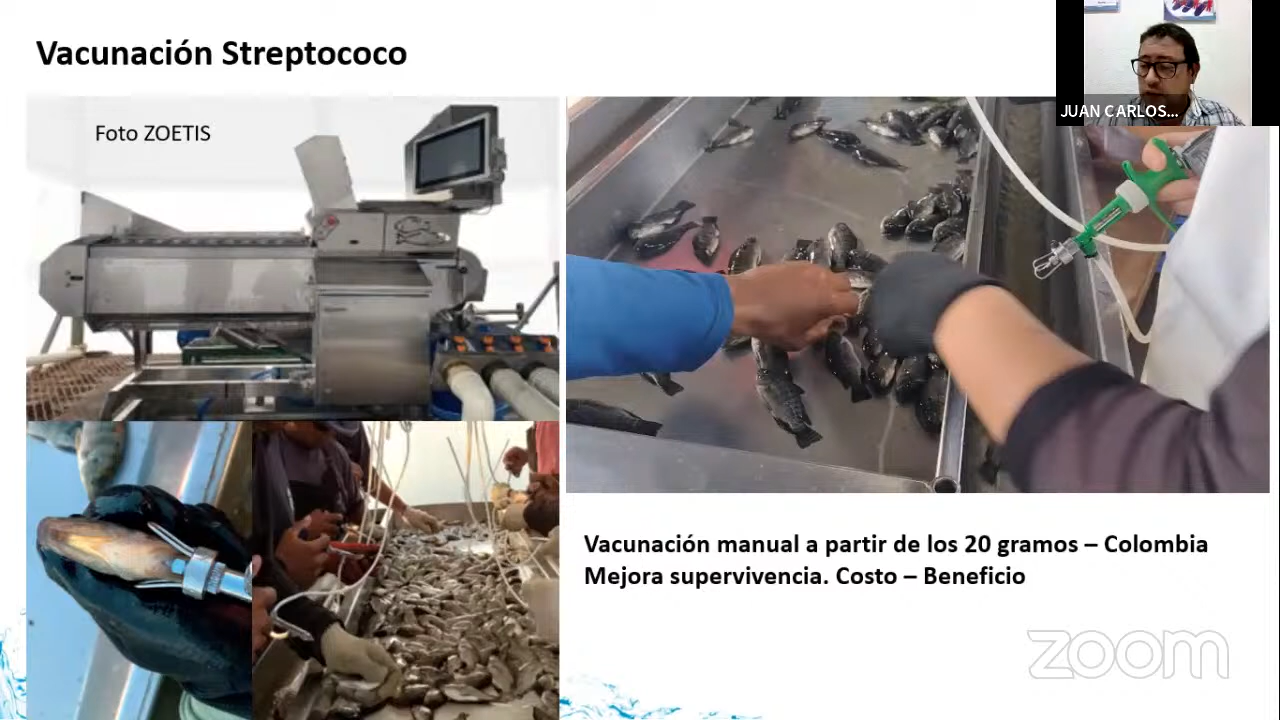 Vacunación Streptococo
JUAN CARLOS...
Foto ZOETIS
Vacunación manual a partir de los 20 gramos – Colombia
Mejora supervivencia. Costo – Beneficio
zoom